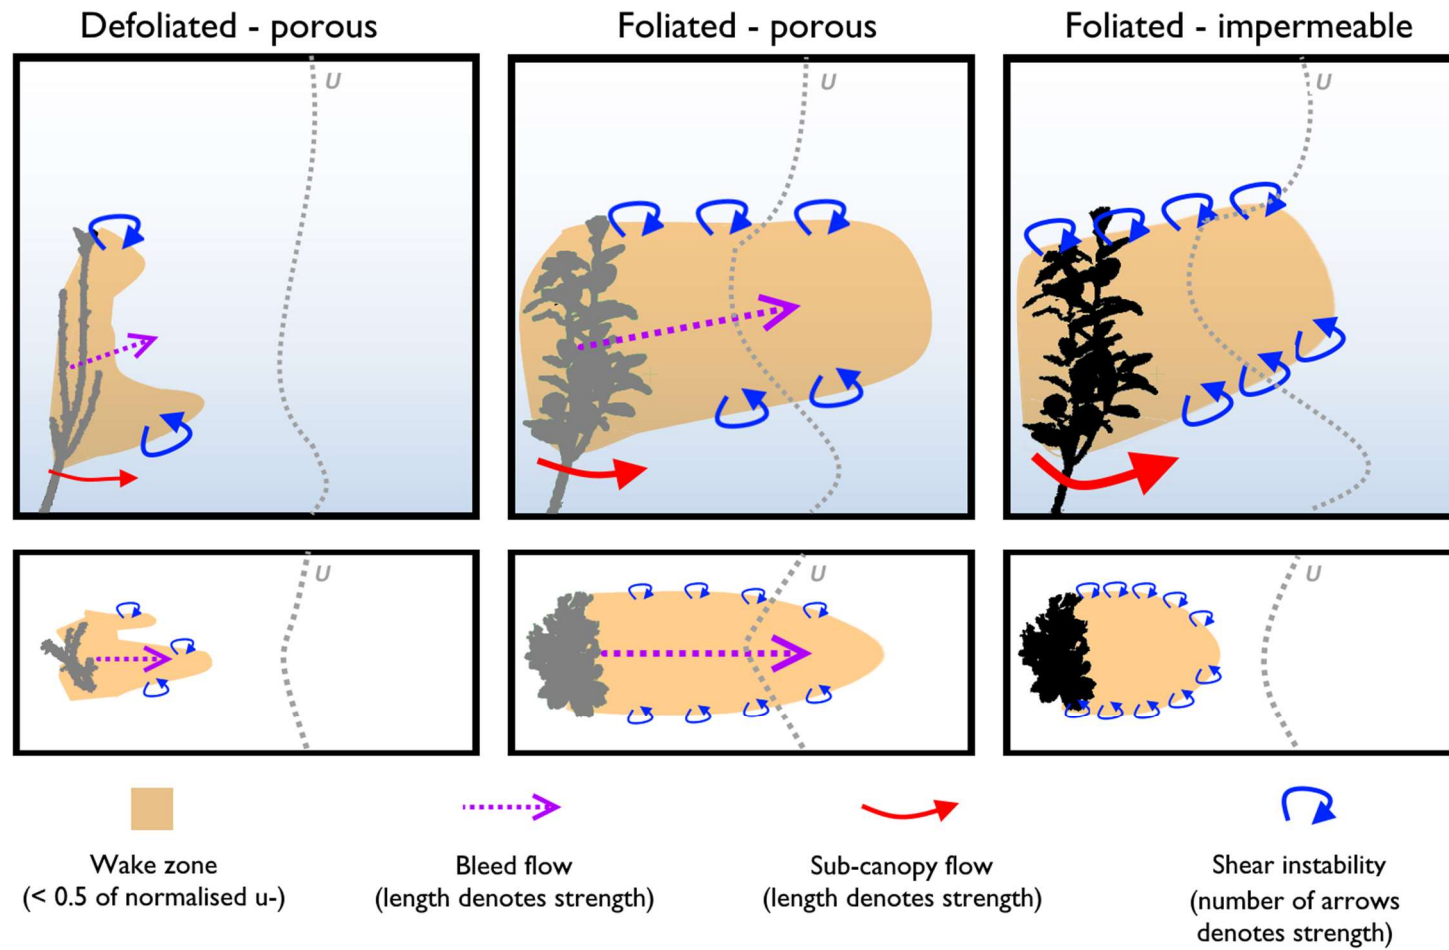 Defoliated - porous
Foliated - porous
Foliated - impermeable
U
U
U
U
U
U
Wake zone
(< 0.5 of normalised u-)
Bleed flow
(length denotes strength)
Sub-canopy flow
(length denotes strength)
Shear instability
(number of arrows
denotes strength)